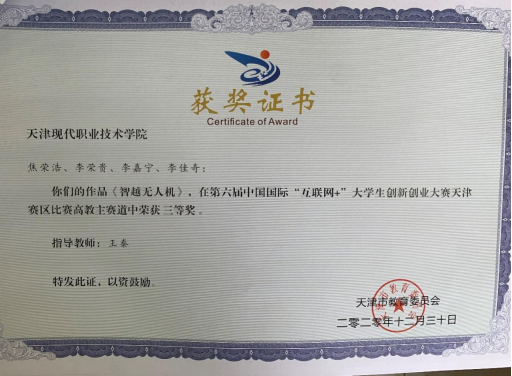 获奖证书
Certificate of Award
天津现代职业技术学院
焦荣浩、李荣贵、李嘉宁、李佳奇：
你们的作品《智越无人机》，在第六届中国国际“互联网+”大学生创新创业大赛天津
赛区比赛高教主赛道中荣获三等奖。
指导教师：王泰
特发此证，以资鼓励。
天津市教育委员会
二〇二〇年十二月三十日